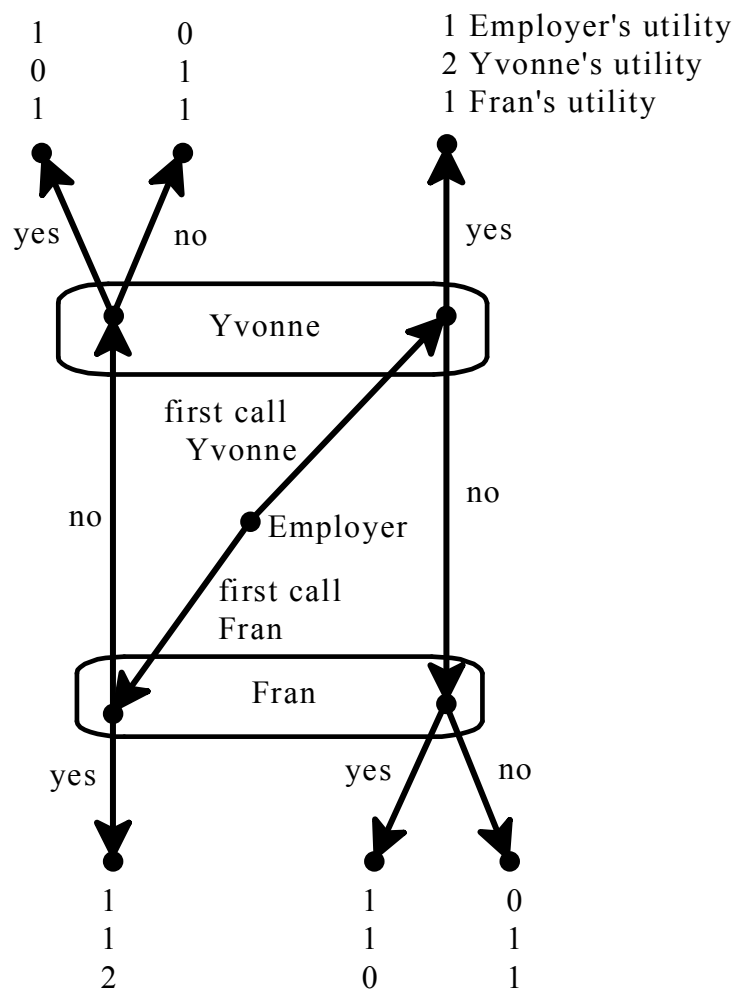 1 0 1 Employer's utility
0 1 2 Yvonne's utility
1 1 1 Fran's utility
yes no yes
Yvonne
first call
Yvonne
no no
Employer
first call
Fran
Fran
yes yes no
1 1 0
1 1 1
2 0 1